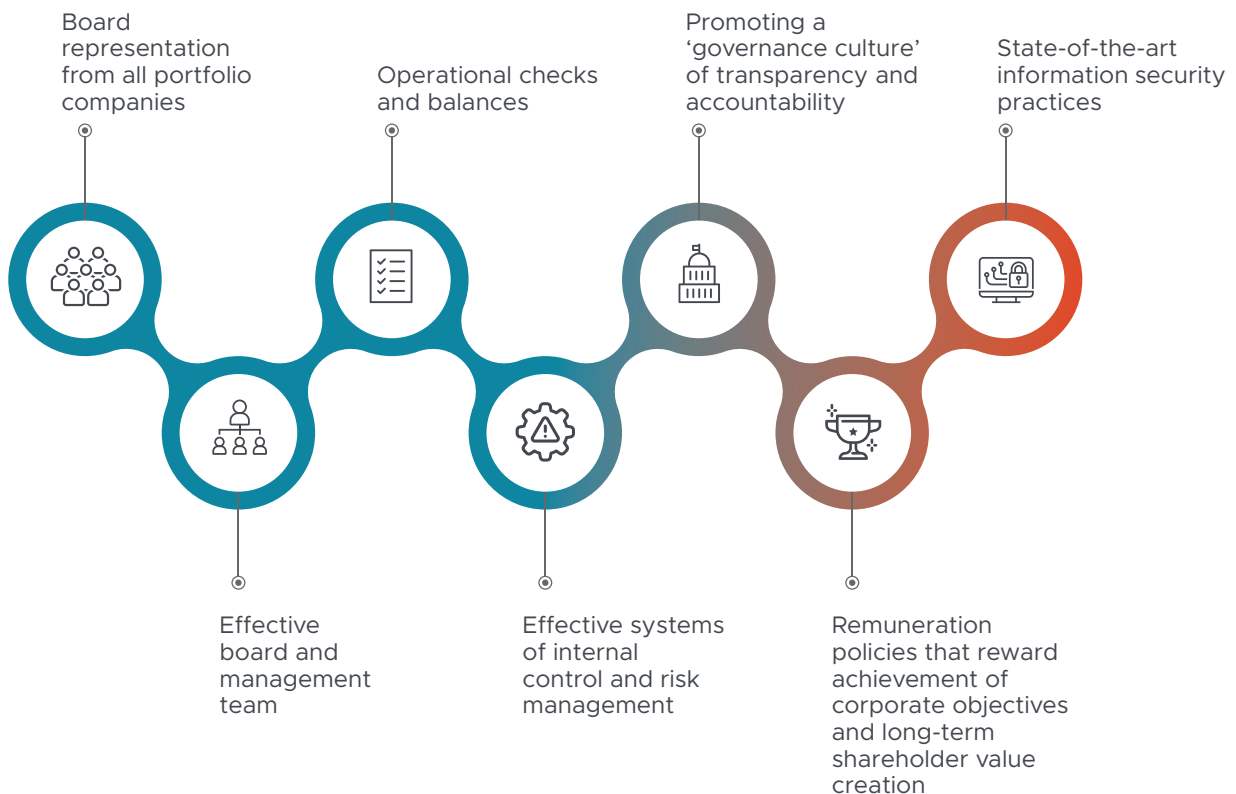 Board
representation
from all portfolio
companies
Operational checks
and balances
Promoting a
‘governance culture’
of transparency and
accountability
State-of-the-art
information security
practices
Effective
board and
management
team
Effective systems
of internal
control and risk
management
Remuneration
policies that reward
achievement of
corporate objectives
and long-term
shareholder value
creation